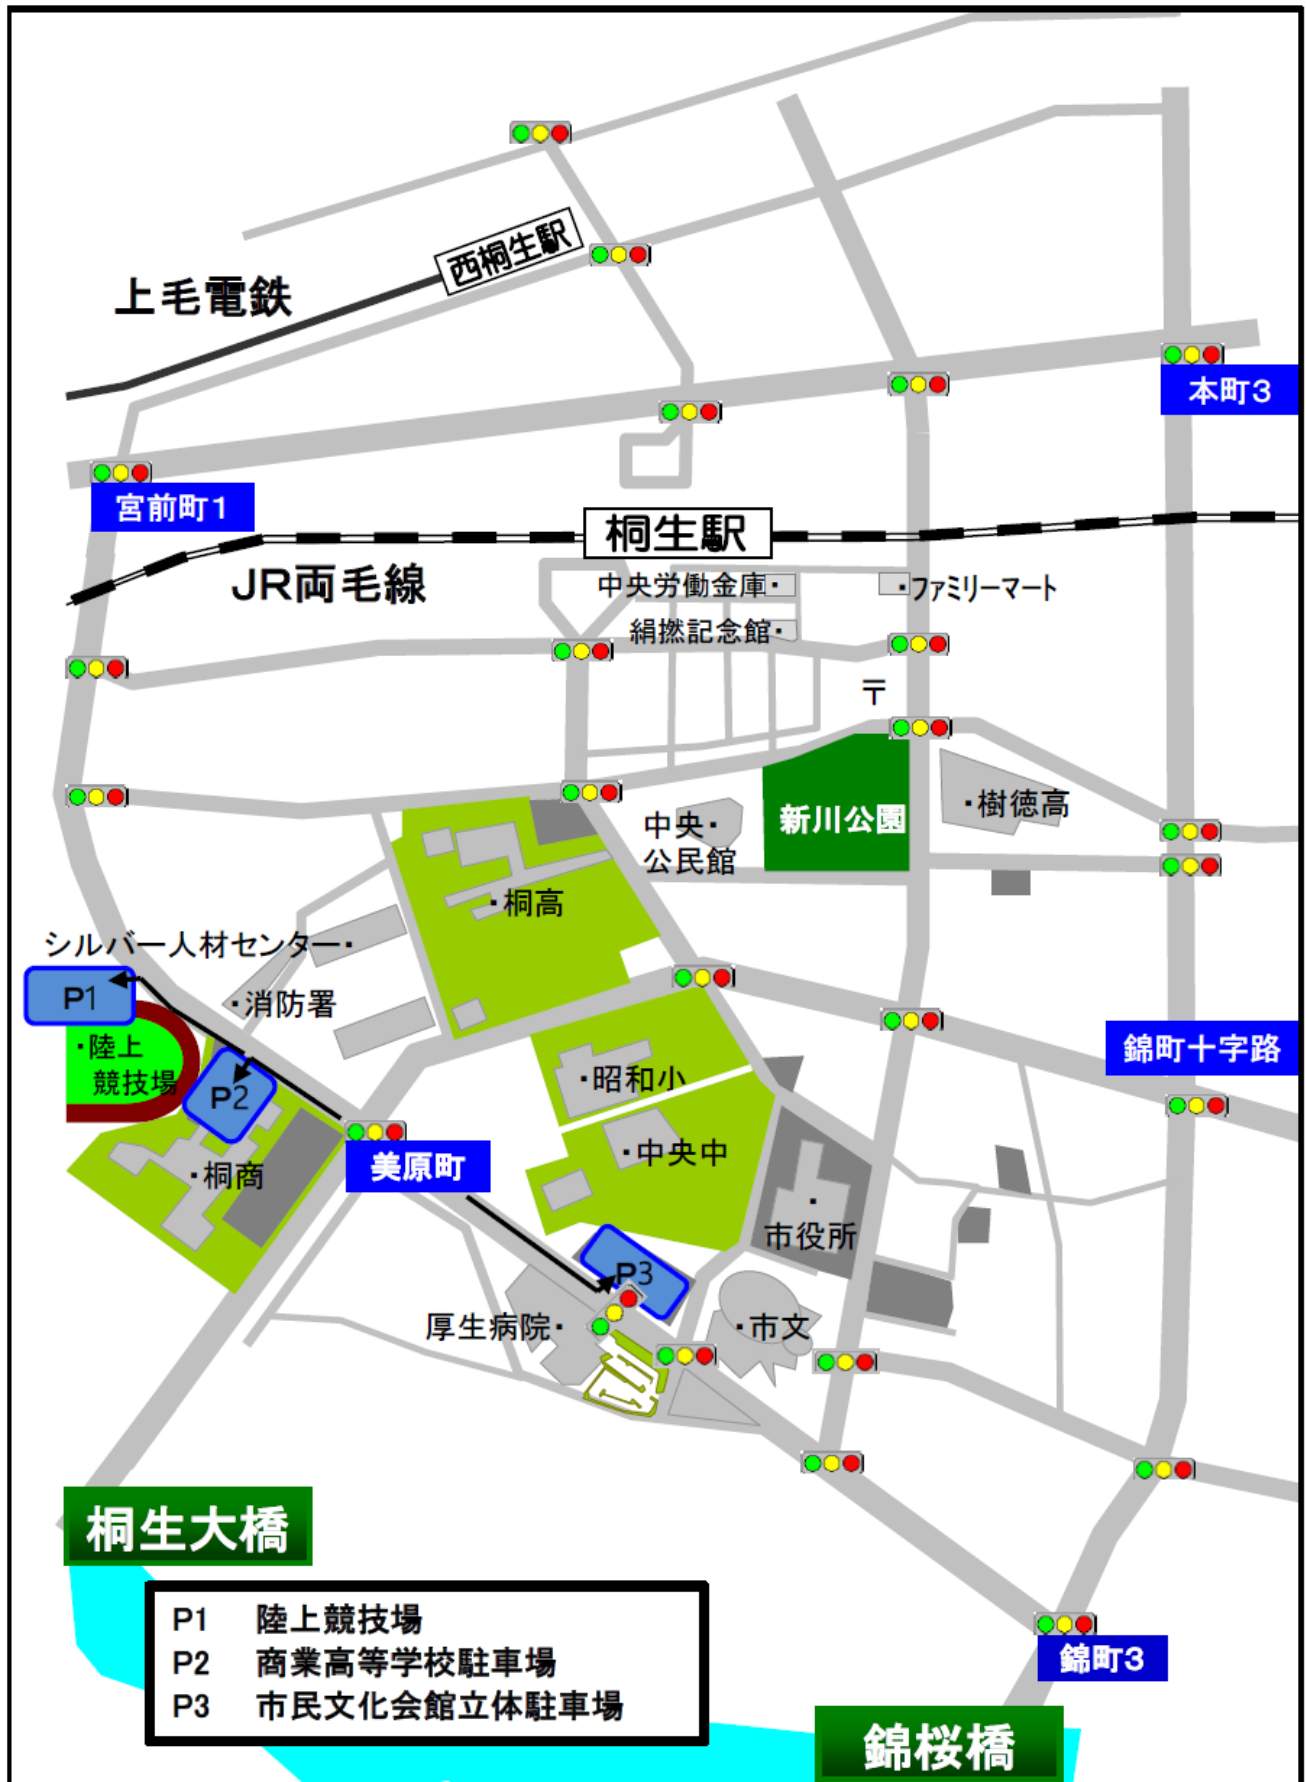 西桐生駅
上毛電鉄
本町3
宮前町1
桐生駅
JR両毛線
中央労働金庫・
・ファミリーマート
絹撚記念館・
〒
新川公園
・樹徳高
中央・
公民館
・桐高
シルバー人材センター・
P1
・消防署
・陸上
競技場
P2
錦町十字路
・昭和小
・中央中
美原町
・桐商
・
市役所
P3
厚生病院・
・市文
桐生大橋
P1 陸上競技場
P2 商業高等学校駐車場
P3 市民文化会館立体駐車場
錦町3
錦桜橋